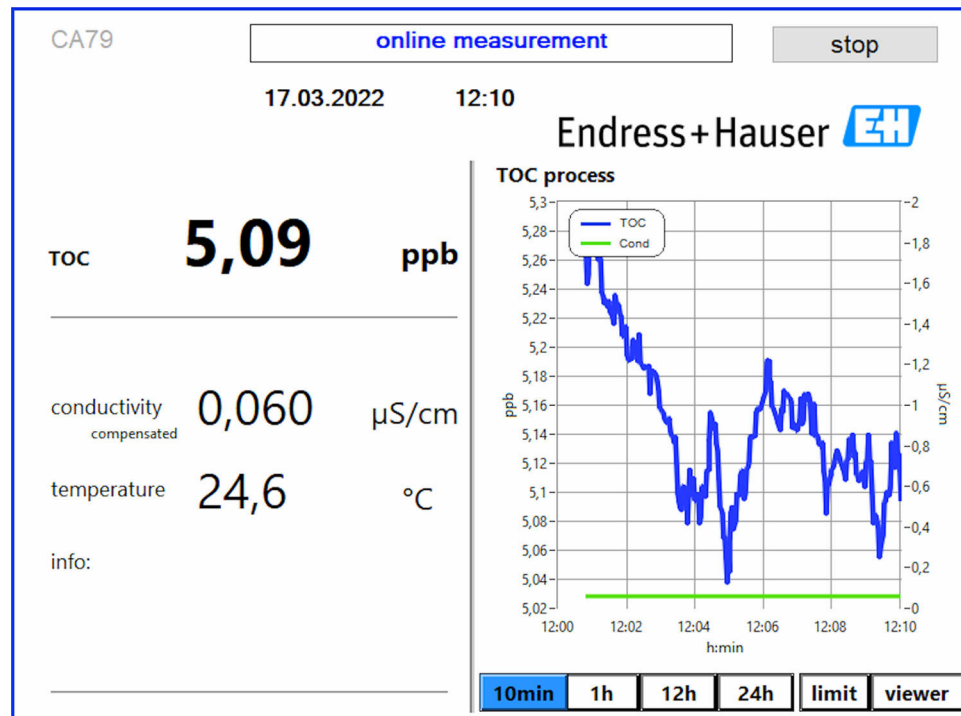 CA79
online measurement
stop
17.03.2022 12:10
Endress+Hauser EH
TOC 5,09 ppb
conductivity compensated 0,060 µS/cm
temperature 24,6 °C
info:
TOC process
TOC
Cond
5,3
5,28
5,26
5,24
5,22
5,2
5,18
5,16
5,14
5,12
5,1
5,08
5,06
5,04
5,02
ppb
2
1,8
1,6
1,4
1,2
1
0,8
0,6
0,4
0,2
0
µS/cm
12:00 12:02 12:04 12:06 12:08 12:10
h:min
10min 1h 12h 24h limit viewer